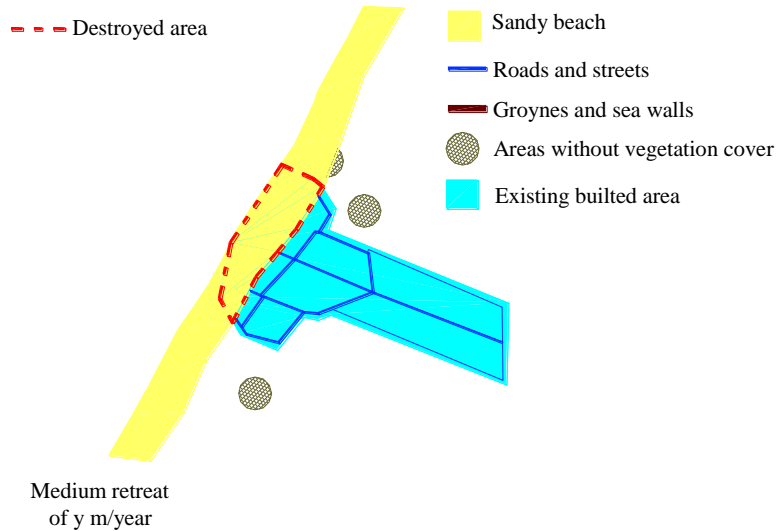 Destroyed area
Sandy beach
Roads and streets
Groynes and sea walls
Areas without vegetation cover
Existing builted area
Medium retreat
of y m/year